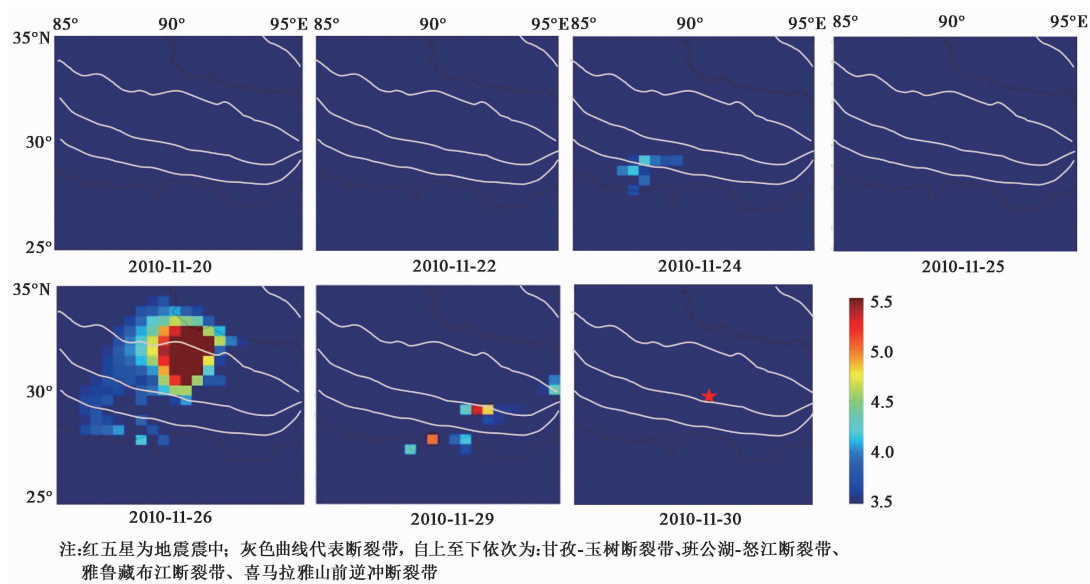 85° 90° 95°E 85° 90° 95°E 85° 90° 95°E 85° 90° 95°E
35°N
30°
25°
2010-11-20 2010-11-22 2010-11-24 2010-11-25
35°N
30°
25°
5.5
5.0
4.5
4.0
3.5
2010-11-26 2010-11-29 2010-11-30
注:红五星为地震震中; 灰色曲线代表断裂带, 自上至下依次为:甘孜-玉树断裂带、班公湖-怒江断裂带、
雅鲁藏布江断裂带、喜马拉雅山前逆冲断裂带